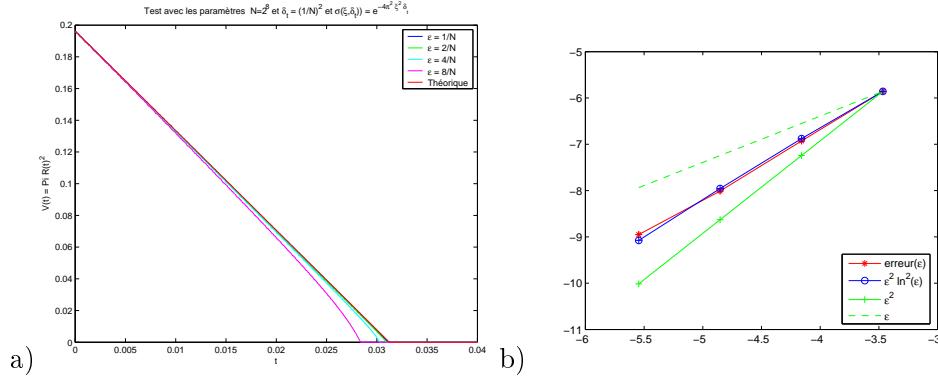 Test avec les paramètres N=2^8 et δ_t = (1/N)^2 et σ(ξ,δ_t)) = e^{-4π^2 ξ^2 δ_t}
V(t) = Pi R(t)^2
0.2
0.18
0.16
0.14
0.12
0.1
0.08
0.06
0.04
0.02
0
0 0.005 0.01 0.015 0.02 0.025 0.03 0.035 0.04
t
ε = 1/N
ε = 2/N
ε = 4/N
ε = 8/N
Théorique
a)
−5
−6
−7
−8
−9
−10
−11
−6 −5.5 −5 −4.5 −4 −3.5 −3
erreur(ε)
ε^2 ln^2(ε)
ε^2
ε
b)